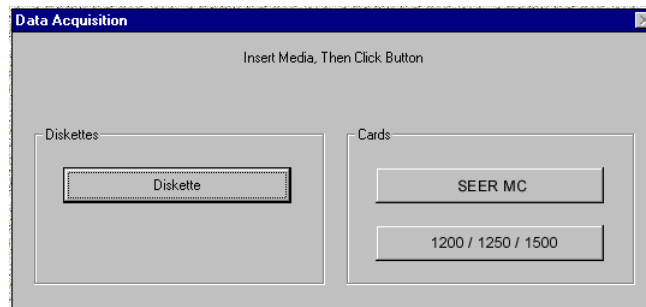 Data Acquisition
Insert Media, Then Click Button
Diskettes
Diskette
Cards
SEER MC
1200 / 1250 / 1500